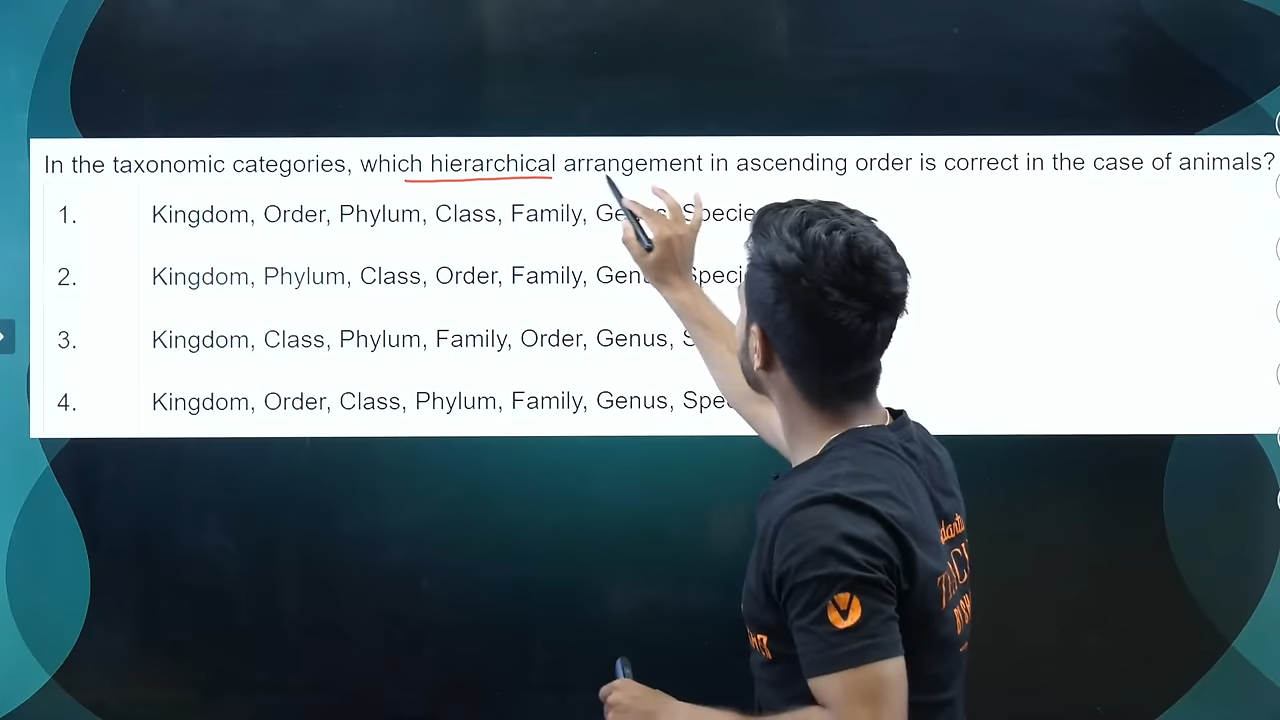 In the taxonomic categories, which hierarchical arrangement in ascending order is correct in the case of animals?
1. Kingdom, Order, Phylum, Class, Family, Genus,
2. Kingdom, Phylum, Class, Order, Family,
3. Kingdom, Class, Phylum, Family, Order, Genus,
4. Kingdom, Order, Class, Phylum, Family, Genus,